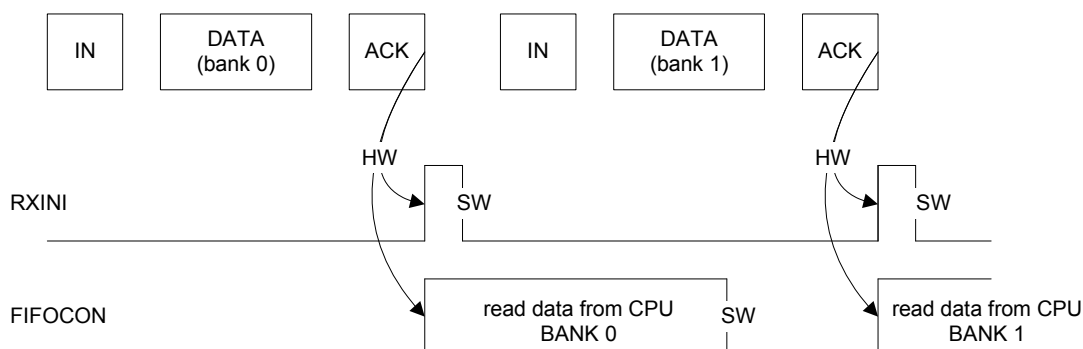 IN
DATA
(bank 0)
ACK
IN
DATA
(bank 1)
ACK
HW
HW
RXINI
SW
SW
FIFOCON
read data from CPU
BANK 0
SW
read data from CPU
BANK 1